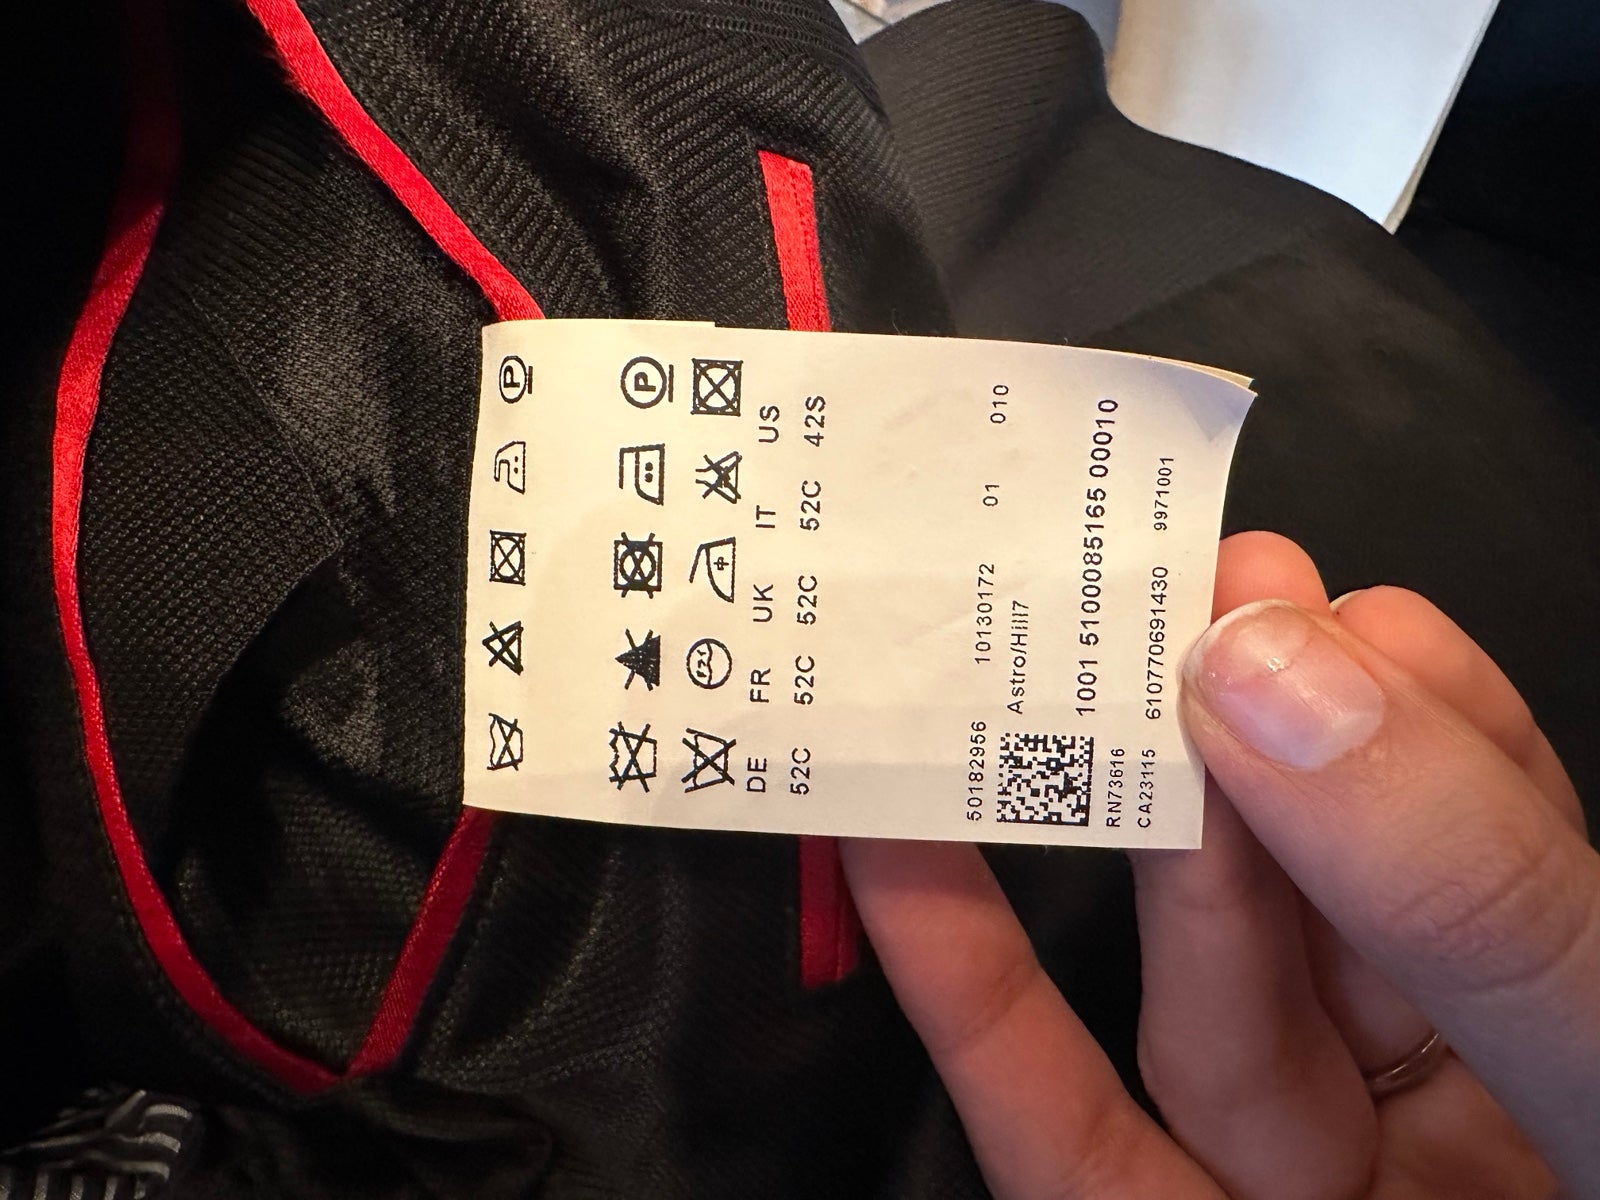 DE FR UK IT US
52C 52C 52C 52C 42S
50182956 10130172 01 010
Astro/Hill7
1001 5100085165 00010
RN73616
CA23115 610770691430 9971001